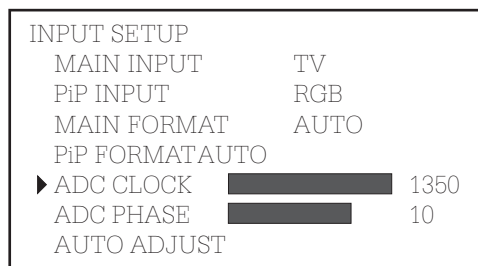 INPUT SETUP
MAIN INPUT TV
PiP INPUT RGB
MAIN FORMAT AUTO
PiP FORMATAUTO
ADC CLOCK 1350
ADC PHASE 10
AUTO ADJUST